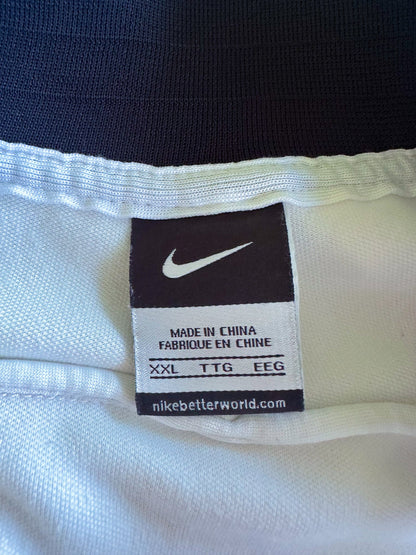 MADE IN CHINA
FABRIQUE EN CHINE
XXL TTG EEG
nikebetterworld.com